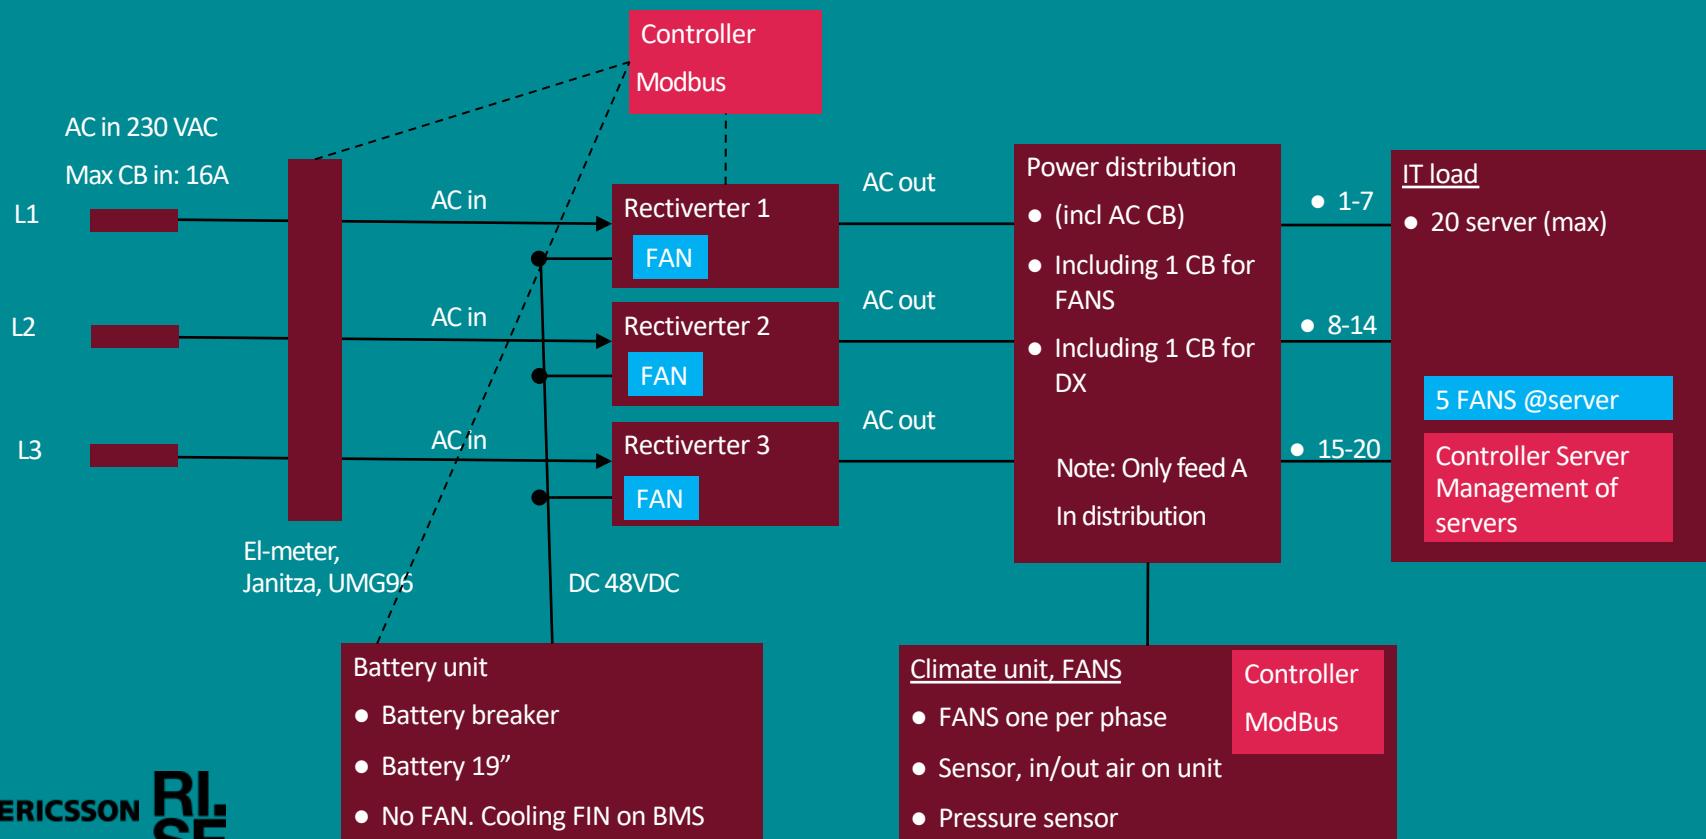 Controller
Modbus
AC in 230 VAC
Max CB in: 16A
L1
L2
L3
AC in
AC in
AC in
El-meter,
Janitza, UMG96
DC 48VDC
Rectiverter 1
FAN
Rectiverter 2
FAN
Rectiverter 3
FAN
AC out
AC out
AC out
Power distribution
● (incl AC CB)
● Including 1 CB for
FANS
● Including 1 CB for
DX
Note: Only feed A
In distribution
● 1-7
● 8-14
● 15-20
IT load
● 20 server (max)
5 FANS @server
Controller Server
Management of
servers
Battery unit
● Battery breaker
● Battery 19”
● No FAN. Cooling FIN on BMS
Climate unit, FANS
● FANS one per phase
● Sensor, in/out air on unit
● Pressure sensor
Controller
ModBus
ERICSSON
RI.
SE